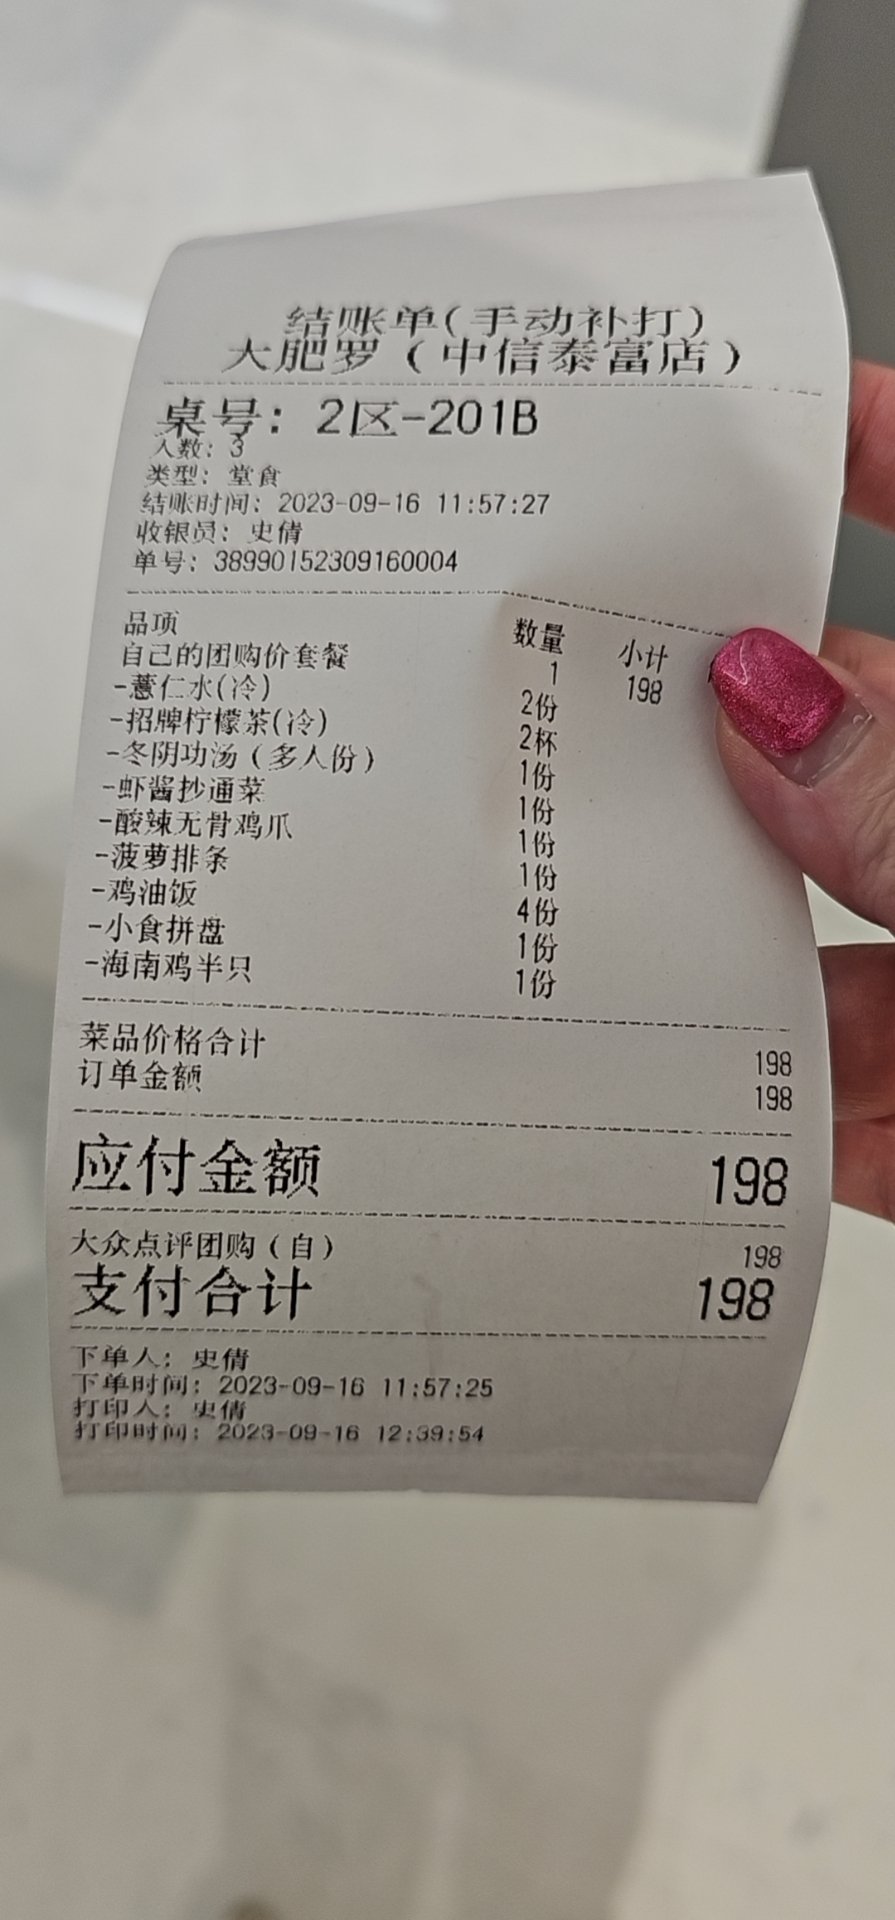 结账单(手动补打)
大肥罗（中信泰富店）
桌号: 2区-201B
人数: 3
类型: 堂食
结账时间: 2023-09-16 11:57:27
收银员: 史倩
单号: 389901152309160004
品项 数量 小计
自己的团购价套餐 1 198
-薏仁水(冷) 2份
-招牌柠檬茶(冷) 2杯
-冬阴功汤（多人份） 1份
-虾酱抄通菜 1份
-酸辣无骨鸡爪 1份
-菠萝排条 1份
-鸡油饭 4份
-小食拼盘 1份
-海南鸡半只 1份
菜品价格合计 198
订单金额 198
应付金额 198
大众点评团购（自） 198
支付合计 198
下单人: 史倩
下单时间: 2023-09-16 11:57:25
打印人: 史倩
打印时间: 2023-09-16 12:39:54